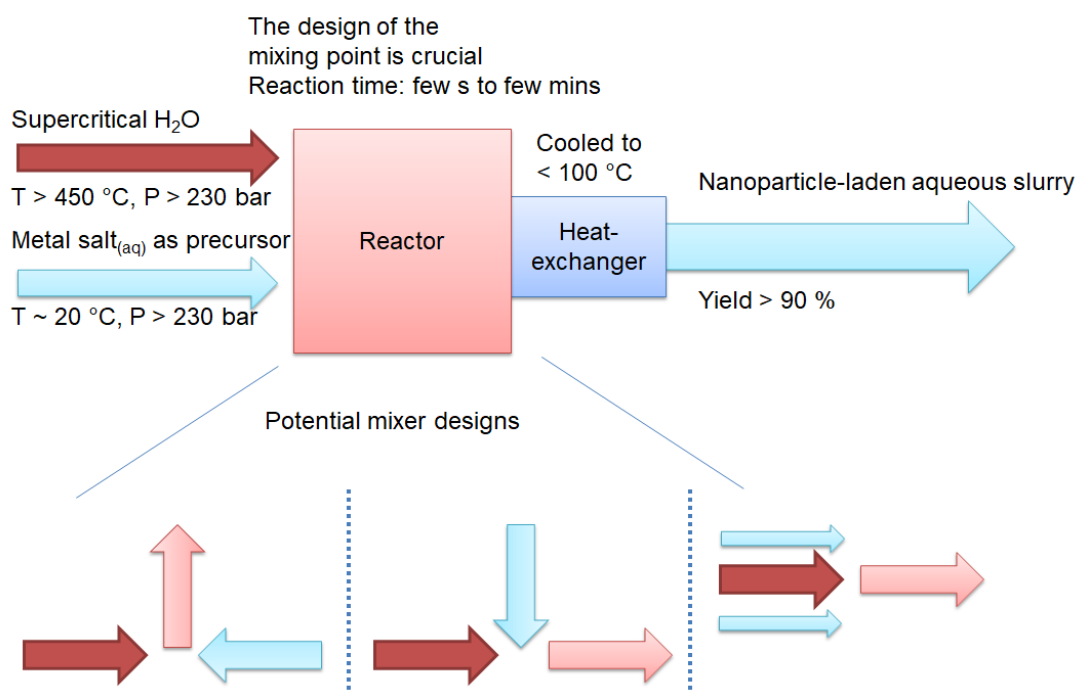 The design of the
mixing point is crucial
Reaction time: few s to few mins
Supercritical H₂O
T > 450 °C, P > 230 bar
Metal salt₍aq₎ as precursor
T ~ 20 °C, P > 230 bar
Reactor
Cooled to
< 100 °C
Heat-
exchanger
Nanoparticle-laden aqueous slurry
Yield > 90 %
Potential mixer designs